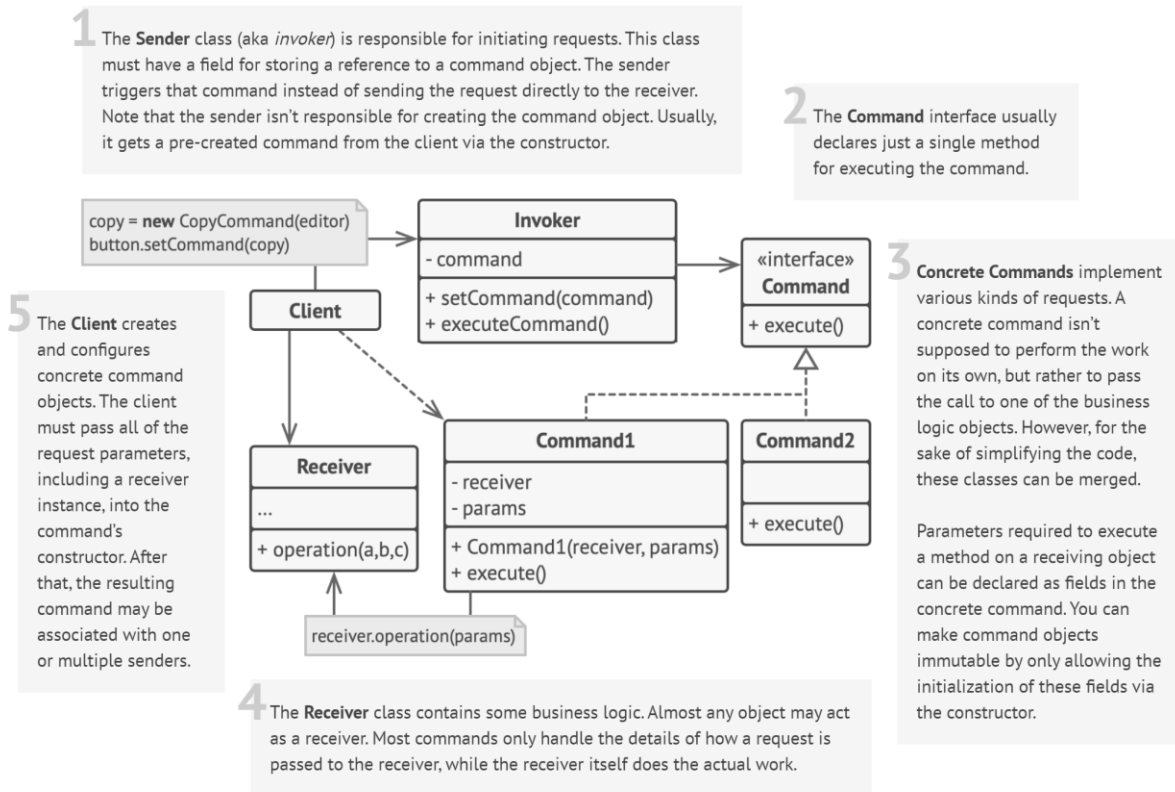 1
The Sender class (aka invoker) is responsible for initiating requests. This class
must have a field for storing a reference to a command object. The sender
triggers that command instead of sending the request directly to the receiver.
Note that the sender isn’t responsible for creating the command object. Usually,
it gets a pre-created command from the client via the constructor.
2
The Command interface usually
declares just a single method
for executing the command.
copy = new CopyCommand(editor)
button.setCommand(copy)
Invoker
- command
+ setCommand(command)
+ executeCommand()
«interface»
Command
+ execute()
3
Concrete Commands implement
various kinds of requests. A
concrete command isn’t
supposed to perform the work
on its own, but rather to pass
the call to one of the business
logic objects. However, for the
sake of simplifying the code,
these classes can be merged.
Parameters required to execute
a method on a receiving object
can be declared as fields in the
concrete command. You can
make command objects
immutable by only allowing the
initialization of these fields via
the constructor.
5
The Client creates
and configures
concrete command
objects. The client
must pass all of the
request parameters,
including a receiver
instance, into the
command’s
constructor. After
that, the resulting
command may be
associated with one
or multiple senders.
Client
Receiver
...
+ operation(a,b,c)
Command1
- receiver
- params
+ Command1(receiver, params)
+ execute()
Command2
+ execute()
receiver.operation(params)
4
The Receiver class contains some business logic. Almost any object may act
as a receiver. Most commands only handle the details of how a request is
passed to the receiver, while the receiver itself does the actual work.